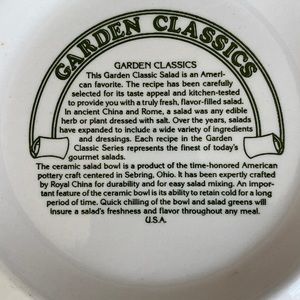 GARDEN CLASSICS
GARDEN CLASSICS
This Garden Classic Salad is an Ameri-
can favorite. The recipe has been carefully
selected for its taste appeal and kitchen-tested
to provide you with a truly fresh, flavor-filled salad.
In ancient China and Rome, a salad was any edible
herb or plant dressed with salt. Over the years, salads
have expanded to include a wide variety of ingredients
and dressings. Each recipe in the Garden
Classic Series represents the finest of today's
gourmet salads.
The ceramic salad bowl is a product of the time-honored American
pottery craft centered in Sebring, Ohio. It has been expertly crafted
by Royal China for durability and for easy salad mixing. An impor-
tant feature of the ceramic bowl is its ability to retain cold for a long
period of time. Quick chilling of the bowl and salad greens will
insure a salad's freshness and flavor throughout any meal.
U.S.A.